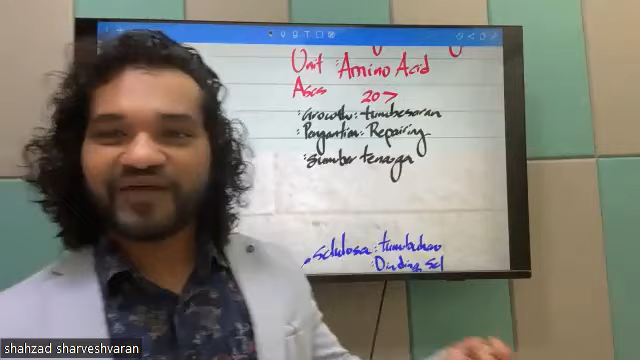 Unit :Amino Acid
Asas 20>
:Growth: tumbesaran
:Pengantian: Repairing
:Sumber tenaga
Selulosa: tumbuhan
Dinding sel
shahzad sharveshvaran